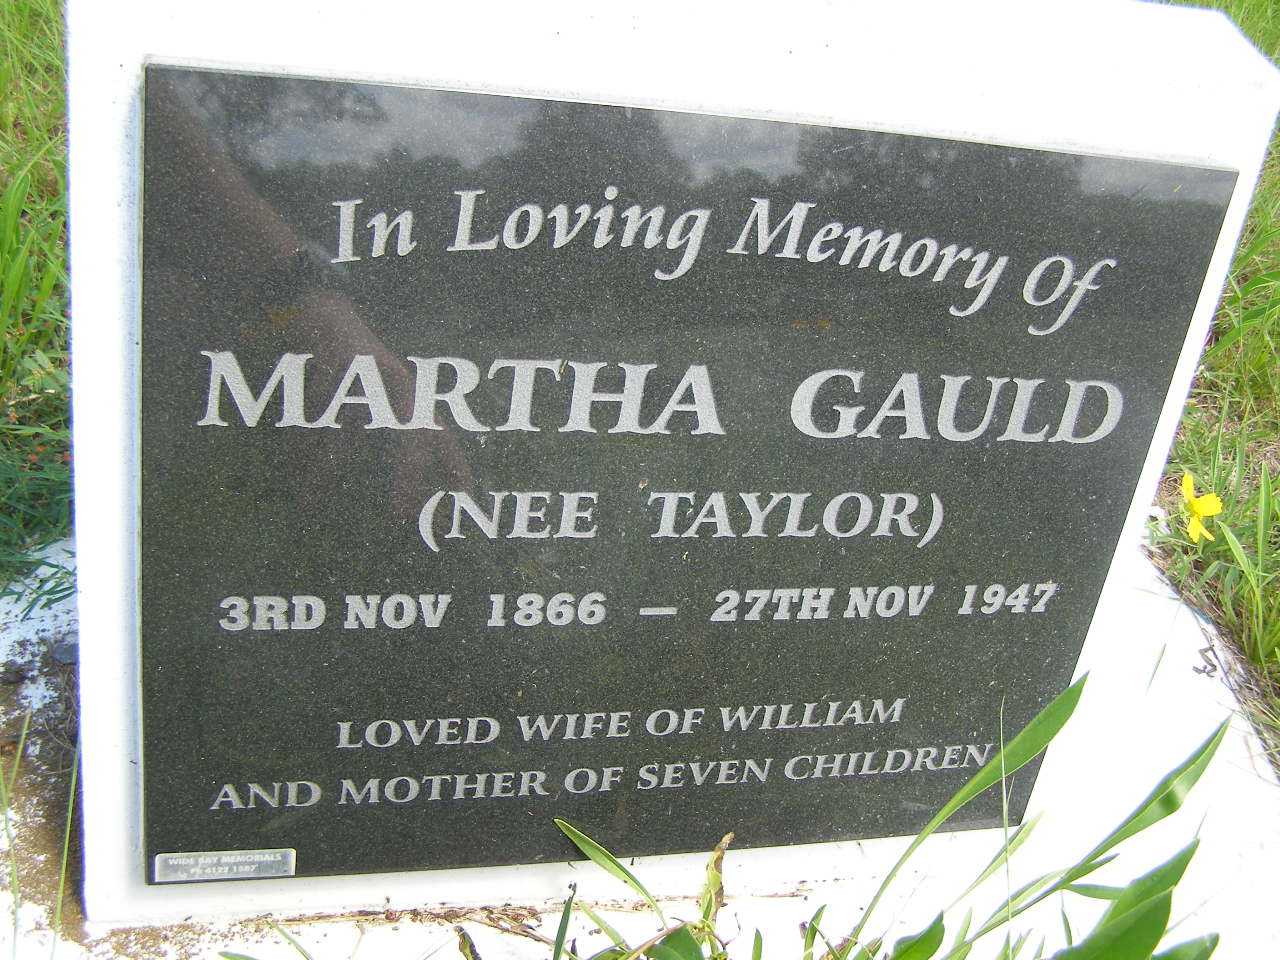 In Loving Memory Of
MARTHA GAULD
(NEE TAYLOR)
3RD NOV 1866 — 27TH NOV 1947
LOVED WIFE OF WILLIAM
AND MOTHER OF SEVEN CHILDREN
WIDE BAY MEMORIALS